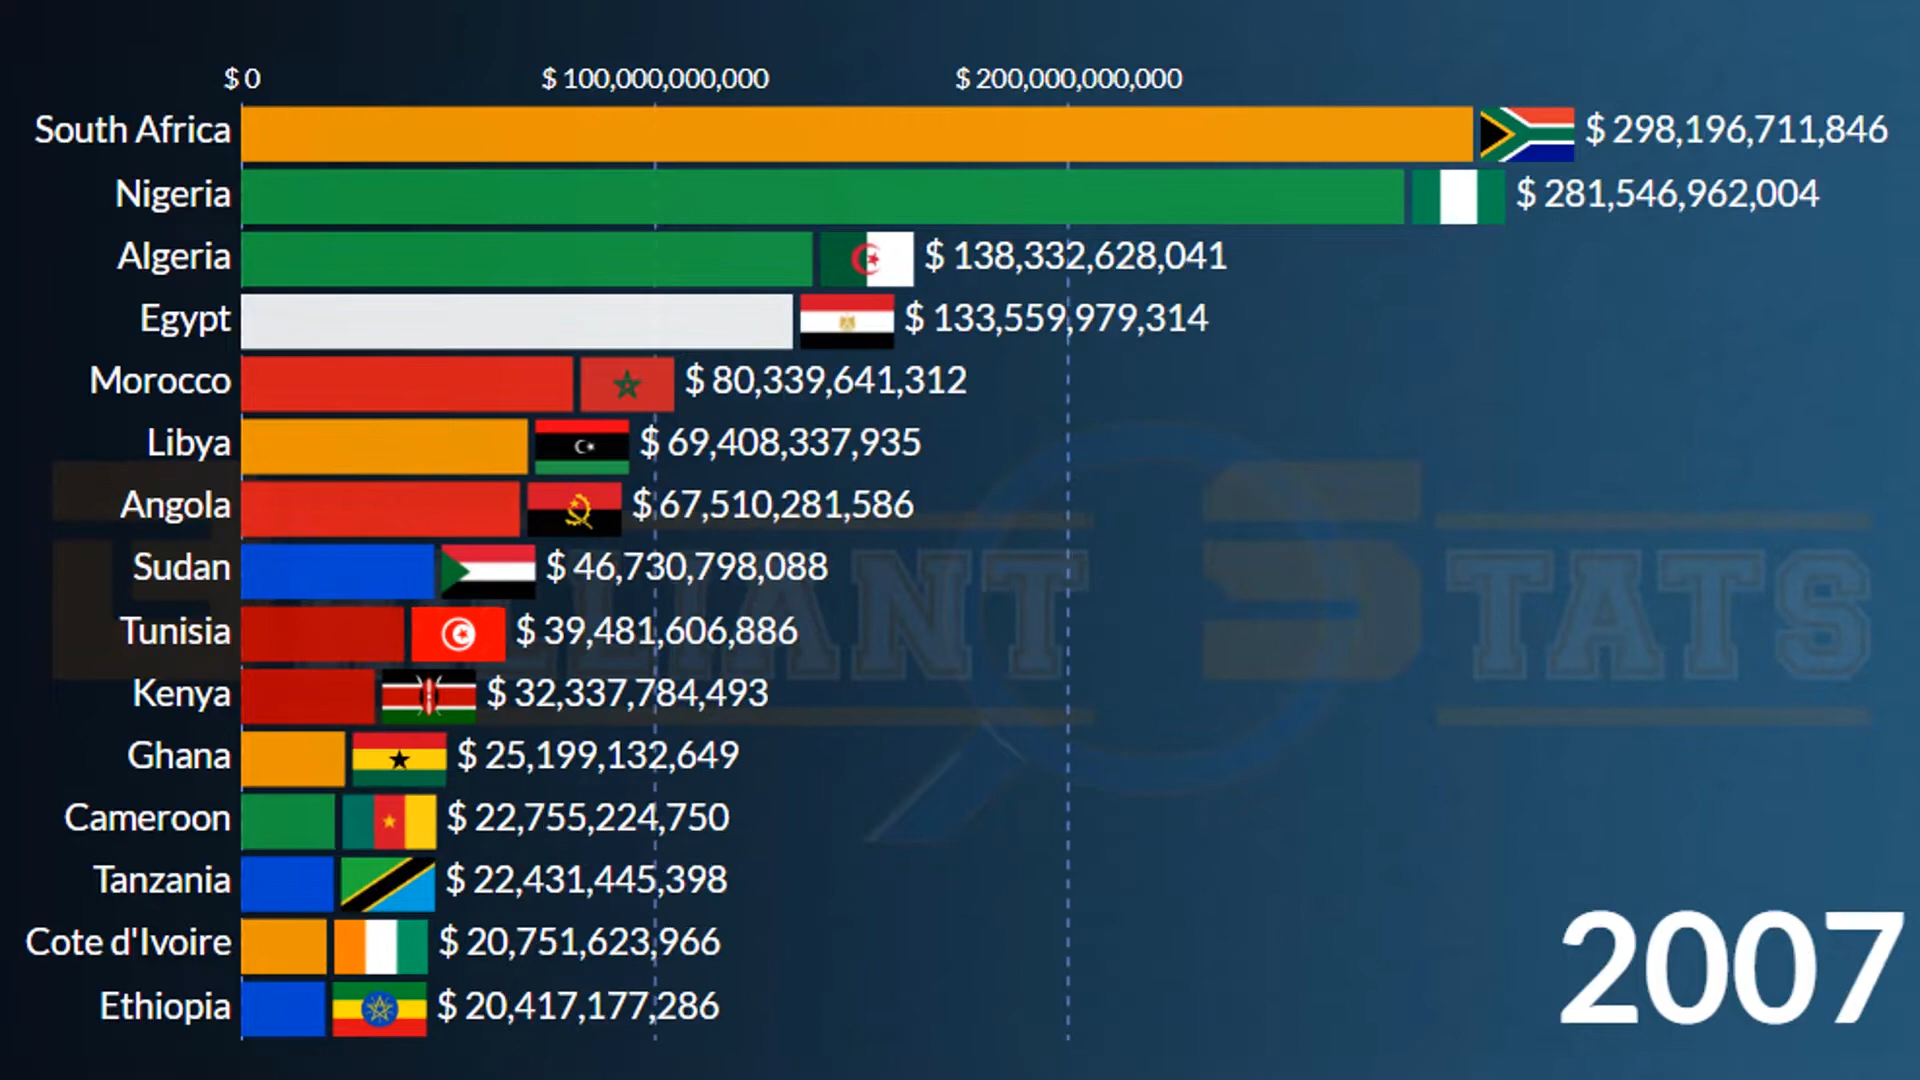 $ 0 $ 100,000,000,000 $ 200,000,000,000
South Africa $ 298,196,711,846
Nigeria $ 281,546,962,004
Algeria $ 138,332,628,041
Egypt $ 133,559,979,314
Morocco $ 80,339,641,312
Libya $ 69,408,337,935
Angola $ 67,510,281,586
Sudan $ 46,730,798,088
Tunisia $ 39,481,606,886
Kenya $ 32,337,784,493
Ghana $ 25,199,132,649
Cameroon $ 22,755,224,750
Tanzania $ 22,431,445,398
Cote d'Ivoire $ 20,751,623,966
Ethiopia $ 20,417,177,286
BRILLIANT STATS
2007